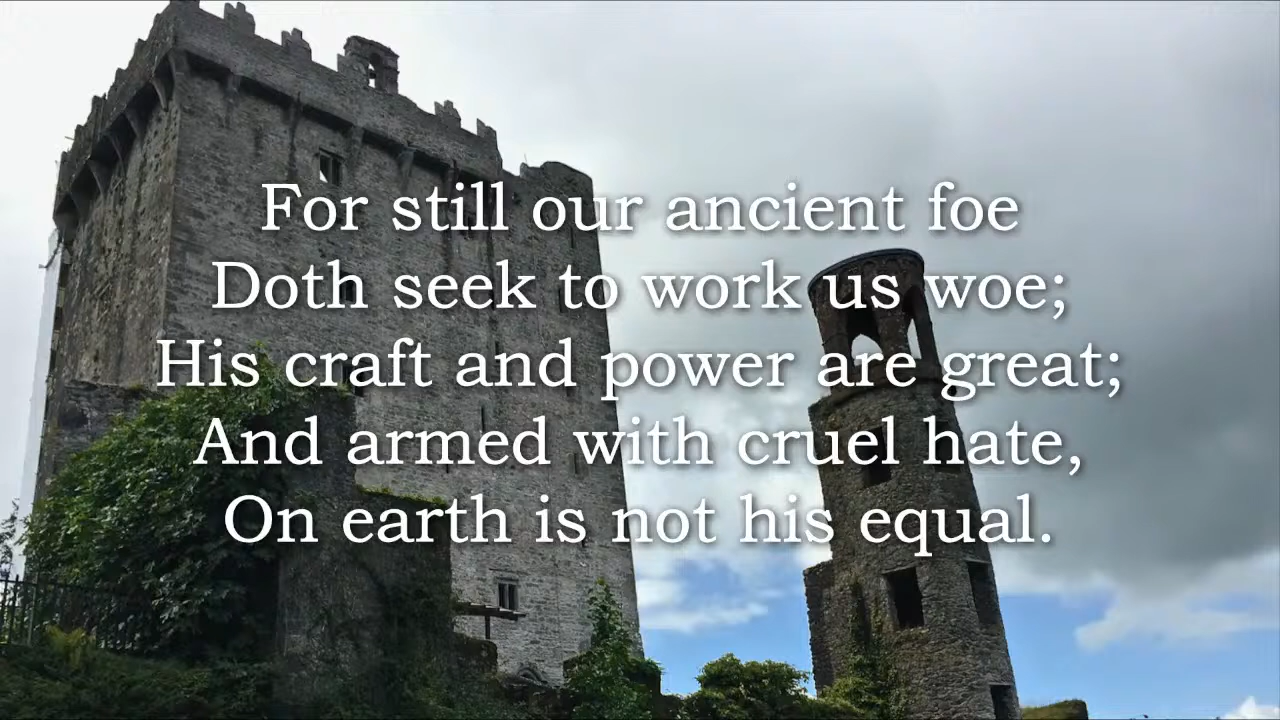 For still our ancient foe
Doth seek to work us woe;
His craft and power are great;
And armed with cruel hate,
On earth is not his equal.